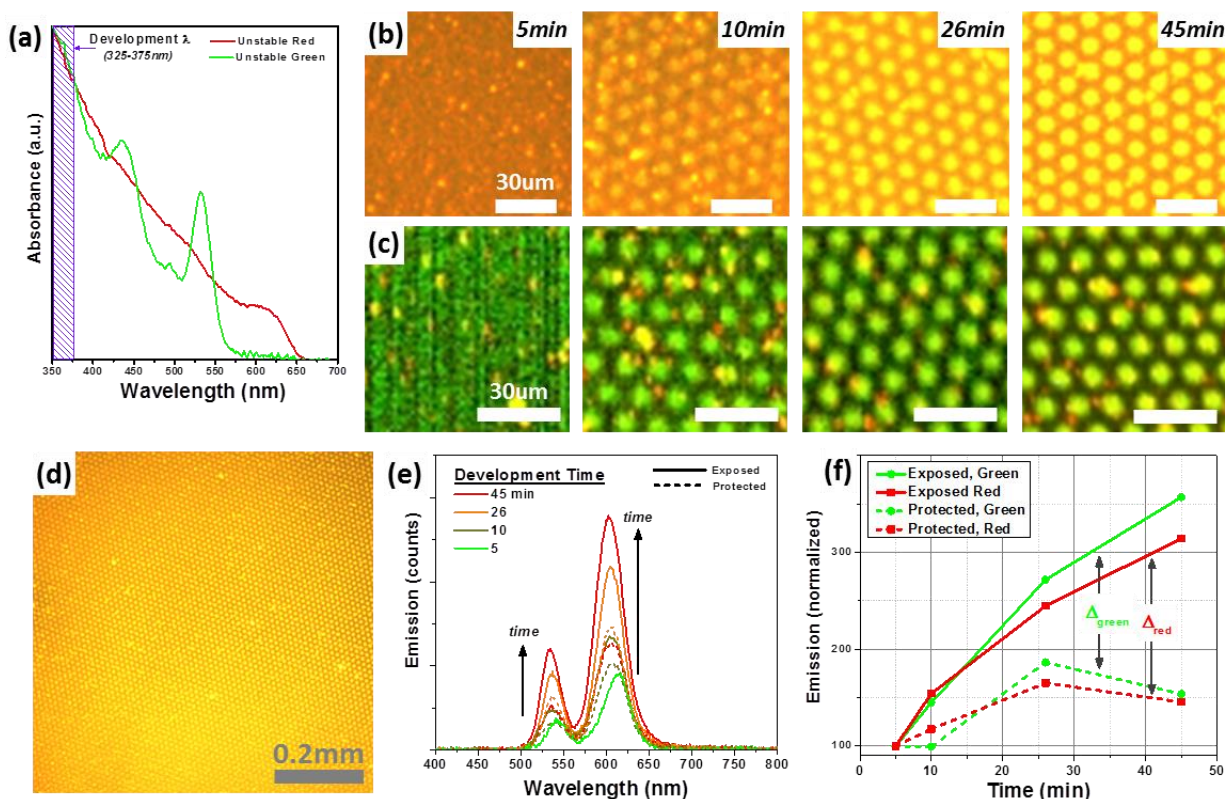 (a)
Development λ
(325-375nm)
Unstable Red
Unstable Green
Absorbance (a.u.)
350 400 450 500 550 600 650 700
Wavelength (nm)
(b)
5min
10min
26min
45min
30um
(c)
30um
(d)
0.2mm
(e)
Development Time
45 min
26
10
5
Exposed
Protected
time
time
Emission (counts)
400 450 500 550 600 650 700 750 800
Wavelength (nm)
(f)
Exposed, Green
Exposed Red
Protected, Green
Protected, Red
Δgreen
Δred
Emission (normalized)
300
200
150
100
0 10 20 30 40 50
Time (min)